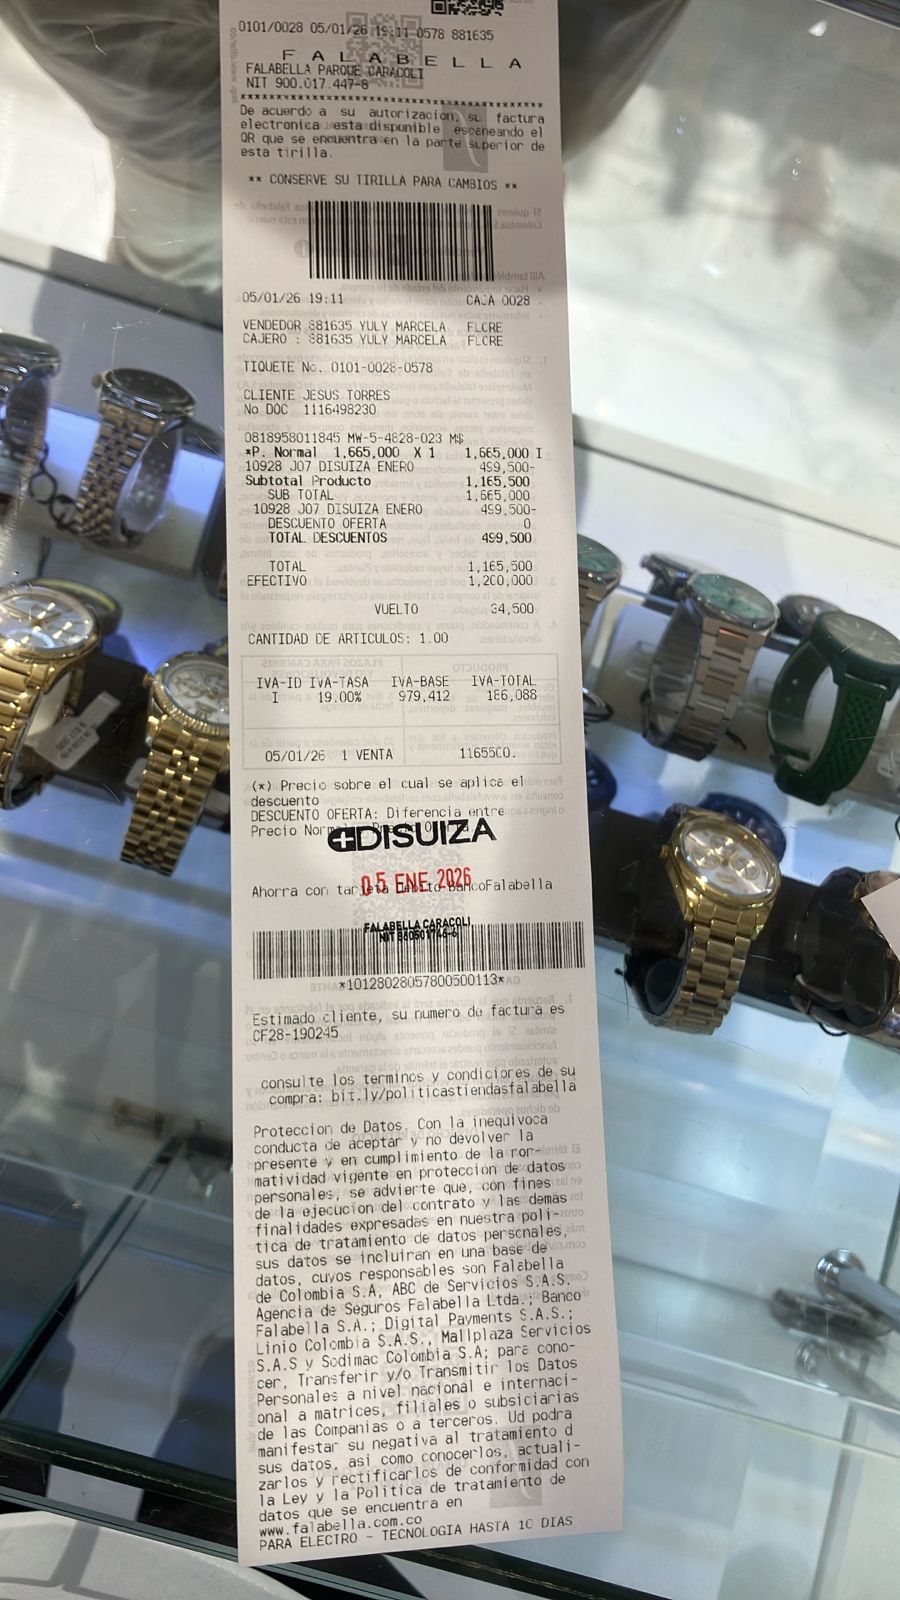 0101/0028 05/01/26 19:11 0578 881635
FALABELLA
FALABELLA PARQUE CARACOLI
NIT 900.017.447-8
De acuerdo a su autorizacion, su factura
electronica esta disponible escaneando el
QR que se encuentra en la parte superior de
esta tirilla.
** CONSERVE SU TIRILLA PARA CAMBIOS **
05/01/26 19:11 CAJA 0028
VENDEDOR 881635 YULY MARCELA FLCRE
CAJERO : 881635 YULY MARCELA FLCRE
TIQUETE No. 0101-0028-0578
CLIENTE JESUS TORRES
No DOC 1116498230
0818958011845 MW-5-4828-023 M$
*P. Normal 1,665,000 X 1 1,665,000 I
10928 J07 DISUIZA ENERO 499,500-
Subtotal Producto 1,165,500
SUB TOTAL 1,665,000
10928 J07 DISUIZA ENERO 499,500-
DESCUENTO OFERTA 0
TOTAL DESCUENTOS 499,500
TOTAL 1,165,500
EFECTIVO 1,200,000
VUELTO 34,500
CANTIDAD DE ARTICULOS: 1.00
IVA-ID IVA-TASA IVA-BASE IVA-TOTAL
I 19.00% 979,412 186,088
05/01/26 1 VENTA 1165500.
(*) Precio sobre el cual se aplica el
descuento
DESCUENTO OFERTA: Diferencia entre
Precio
DISUIZA
05 ENE 2026
Ahorra con tarjeta Debito BancoFalabella
FALABELLA CARACOLI
NIT
*10128028057800500113*
Estimado cliente, su numero de factura es
CF28-190245
consulte los terminos y condiciores de su
compra: bit.ly/politicastiendasfalabella
Proteccion de Datos. Con la inequivoca
conducta de aceptar y no devolver la
presente y en cumplimiento de la ror-
matividad vigente en proteccion de datos
personales, se advierte que, con fines
de la ejecucion del contrato y las demas
finalidades expresadas en nuestra poli-
tica de tratamiento de datos perscnales,
sus datos se incluiran en una base de
datos, cuyos responsables son Falabella
de Colombia S.A, ABC de Servicios S.A.S.
Agencia de Seguros Falabella Ltda.; Banco
Falabella S.A.; Digital Payments S.A.S.;
Linio Colombia S.A.S., Mallplaza Servicios
S.A.S y Sodimac Colombia S.A; para cono-
cer, Transferir y/o Transmitir los Datos
Personales a nivel nacional e internaci-
onal a matrices, filiales o subsiciarias
de las Companias o a terceros. Ud podra
manifestar su negativa al tratamiento d
sus datos, asi como conocerlos, actuali-
zarlos y rectificarlos de conformidad con
la Ley y la Politica de tratamiento de
datos que se encuentra en
www.falabella.com.co
PARA ELECTRO - TECNOLOGIA HASTA 10 DIAS